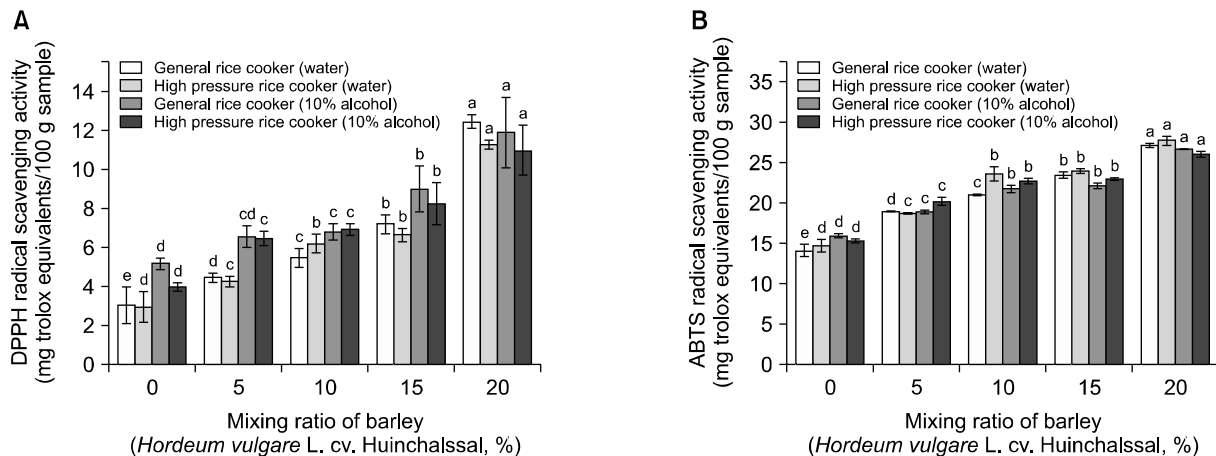 A
DPPH radical scavenging activity
(mg trolox equivalents/100 g sample)
General rice cooker (water)
High pressure rice cooker (water)
General rice cooker (10% alcohol)
High pressure rice cooker (10% alcohol)
14
12
10
8
6
4
2
0
e d d d
d c cd c
c b c c
b b b b
a a a a
0 5 10 15 20
Mixing ratio of barley
(Hordeum vulgare L. cv. Huinchalssal, %)
B
ABTS radical scavenging activity
(mg trolox equivalents/100 g sample)
General rice cooker (water)
High pressure rice cooker (water)
General rice cooker (10% alcohol)
High pressure rice cooker (10% alcohol)
35
30
25
20
15
10
5
0
e d d d
d c c c
c b b b
b b b b
a a a a
0 5 10 15 20
Mixing ratio of barley
(Hordeum vulgare L. cv. Huinchalssal, %)